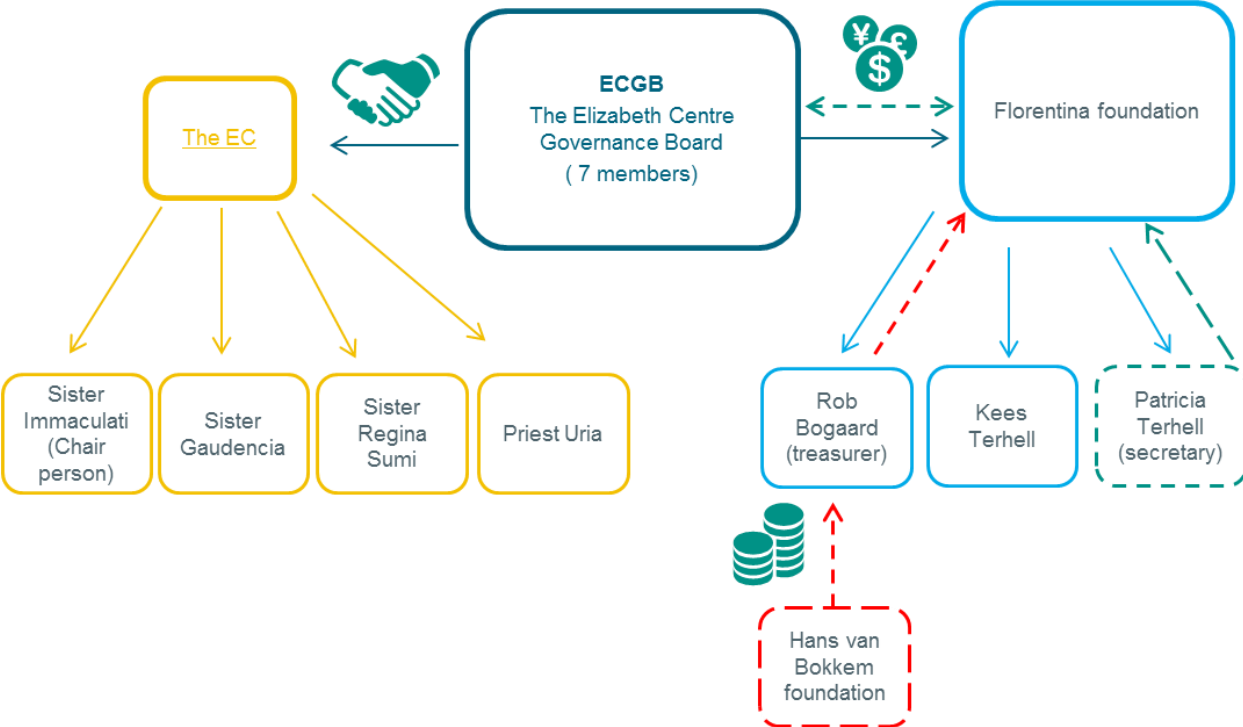 ECGB
The Elizabeth Centre
Governance Board
( 7 members)
¥
£
$
The EC
Florentina foundation
Sister
Immaculati
(Chair
person)
Sister
Gaudencia
Sister
Regina
Sumi
Priest Uria
Rob
Bogaard
(treasurer)
Kees
Terhell
Patricia
Terhell
(secretary)
Hans van
Bokkem
foundation